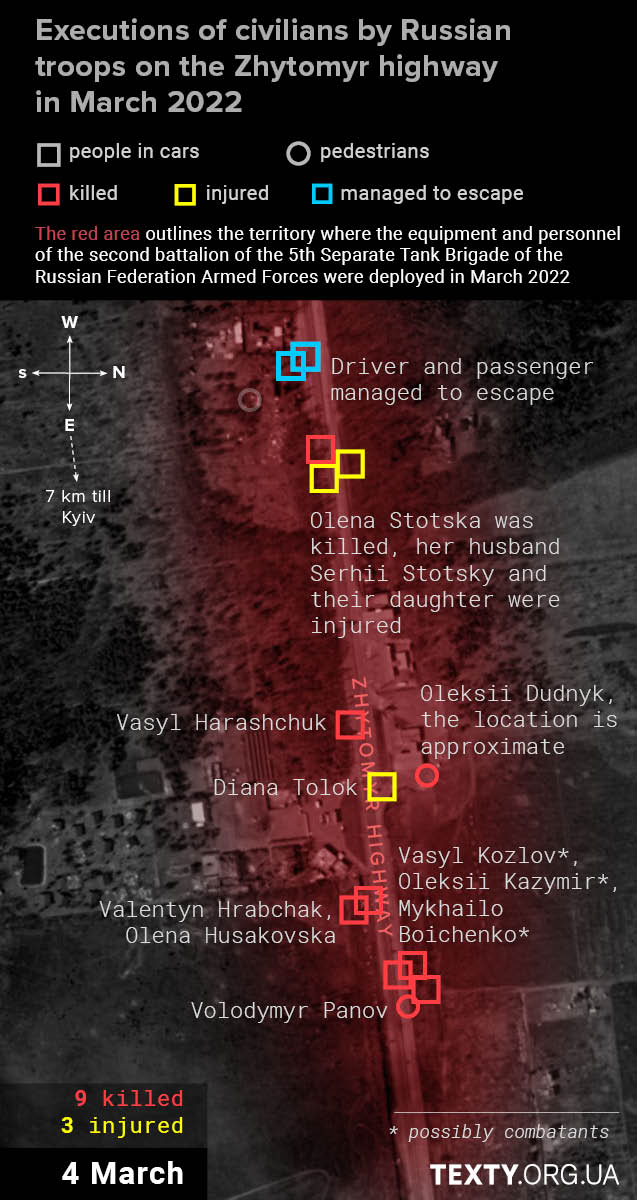 Executions of civilians by Russian
troops on the Zhytomyr highway
in March 2022
people in cars
pedestrians
killed
injured
managed to escape
The red area outlines the territory where the equipment and personnel
of the second battalion of the 5th Separate Tank Brigade of the
Russian Federation Armed Forces were deployed in March 2022
W
S
N
E
7 km till
Kyiv
Driver and passenger
managed to escape
Olena Stotska was
killed, her husband
Serhii Stotsky and
their daughter were
injured
ZHYTOMYR HIGHWAY
Oleksii Dudnyk,
the location is
approximate
Vasyl Harashchuk
Diana Tolok
Vasyl Kozlov*,
Oleksii Kazymir*,
Mykhailo
Boichenko*
Valentyn Hrabchak,
Olena Husakovska
Volodymyr Panov
9 killed
3 injured
4 March
* possibly combatants
TEXTY.ORG.UA